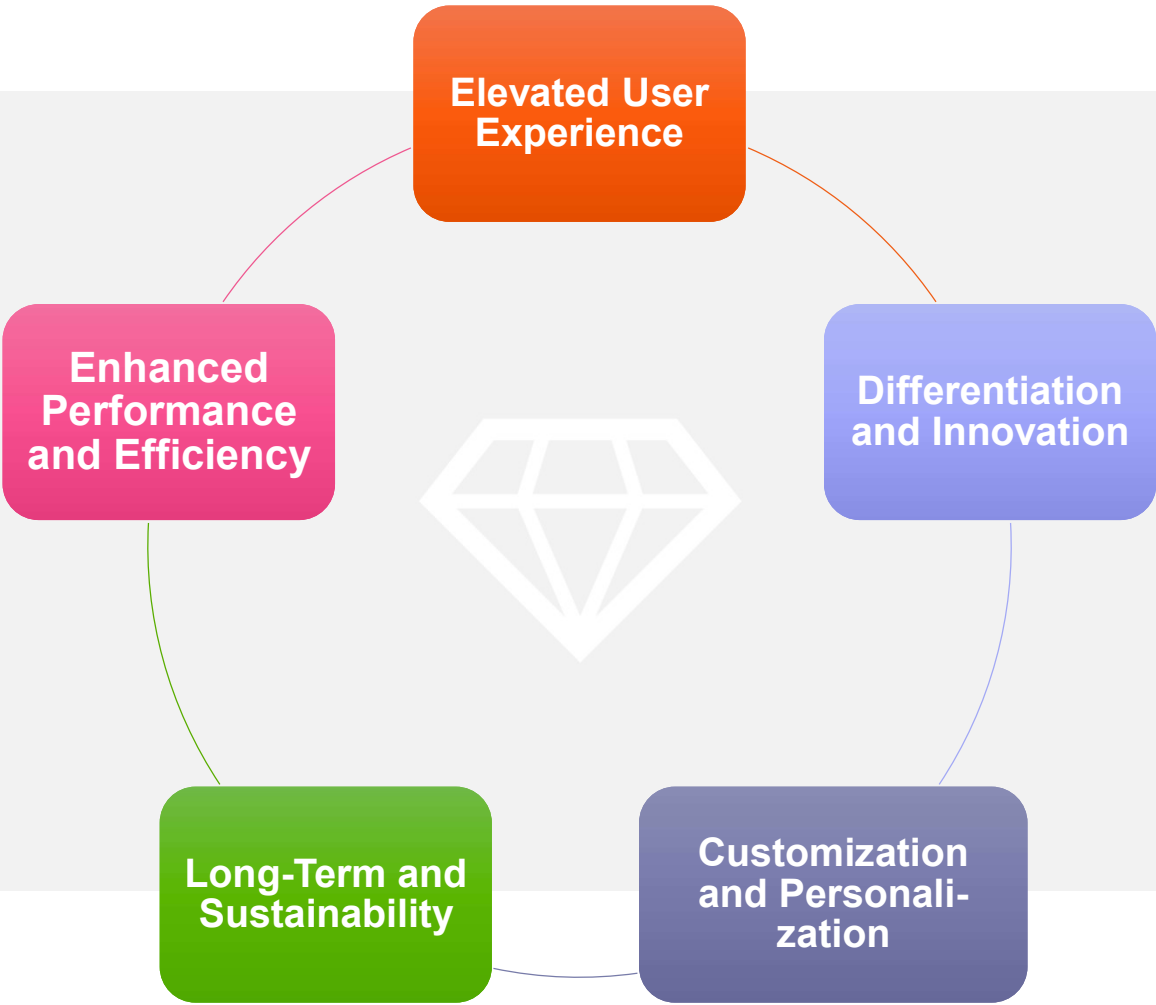 Elevated User
Experience
Differentiation
and Innovation
Customization
and Personali-
zation
Long-Term and
Sustainability
Enhanced
Performance
and Efficiency